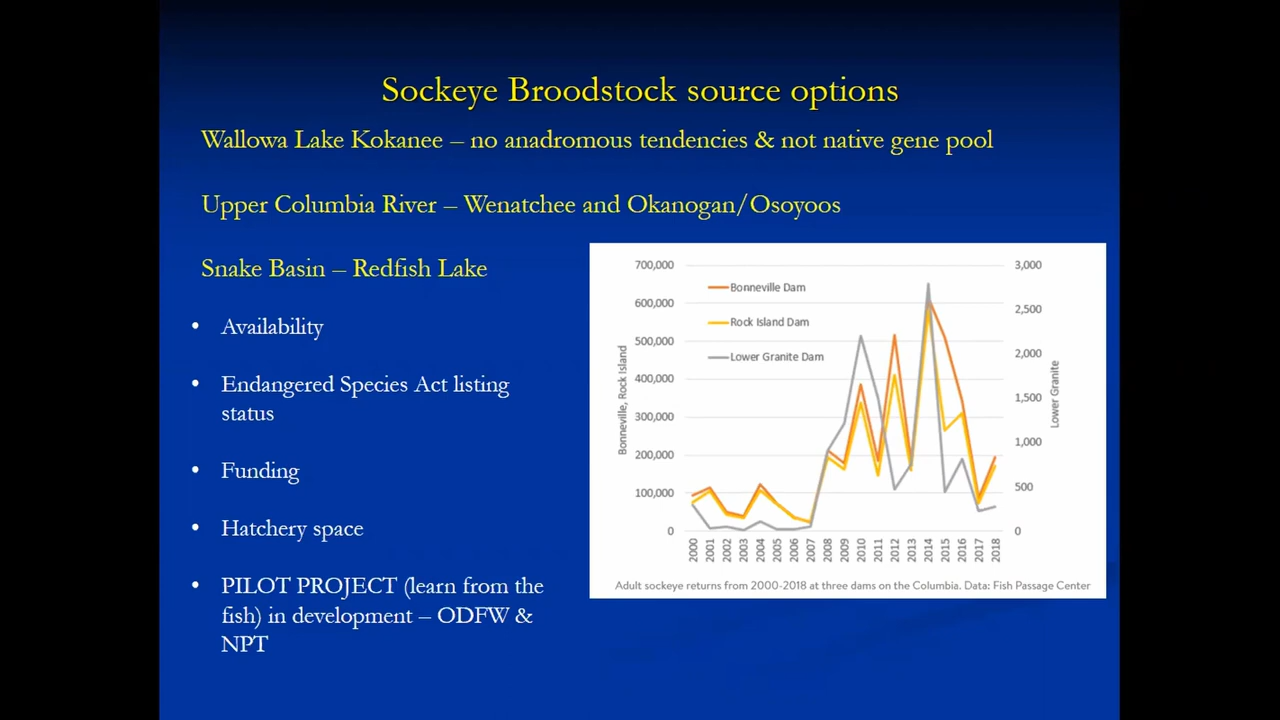 Sockeye Broodstock source options
Wallowa Lake Kokanee – no anadromous tendencies & not native gene pool
Upper Columbia River – Wenatchee and Okanogan/Osoyoos
Snake Basin – Redfish Lake
• Availability
• Endangered Species Act listing
status
• Funding
• Hatchery space
• PILOT PROJECT (learn from the
fish) in development – ODFW &
NPT
700,000
600,000
500,000
400,000
300,000
200,000
100,000
0
Bonneville, Rock Island
Bonneville Dam
Rock Island Dam
Lower Granite Dam
3,000
2,500
2,000
1,500
1,000
500
0
Lower Granite
2000 2001 2002 2003 2004 2005 2006 2007 2008 2009 2010 2011 2012 2013 2014 2015 2016 2017 2018
Adult sockeye returns from 2000-2018 at three dams on the Columbia. Data: Fish Passage Center